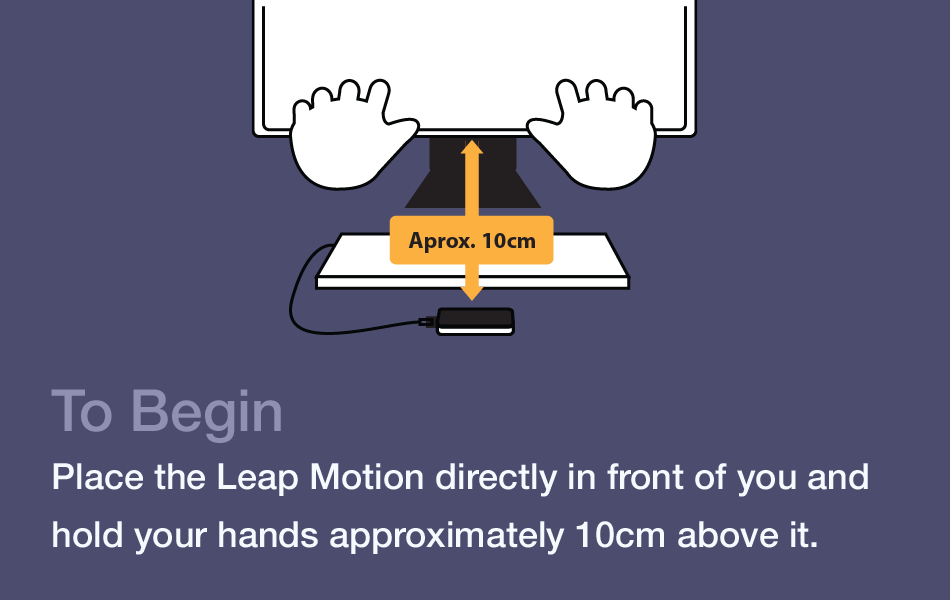 Aprox. 10cm
To Begin
Place the Leap Motion directly in front of you and
hold your hands approximately 10cm above it.